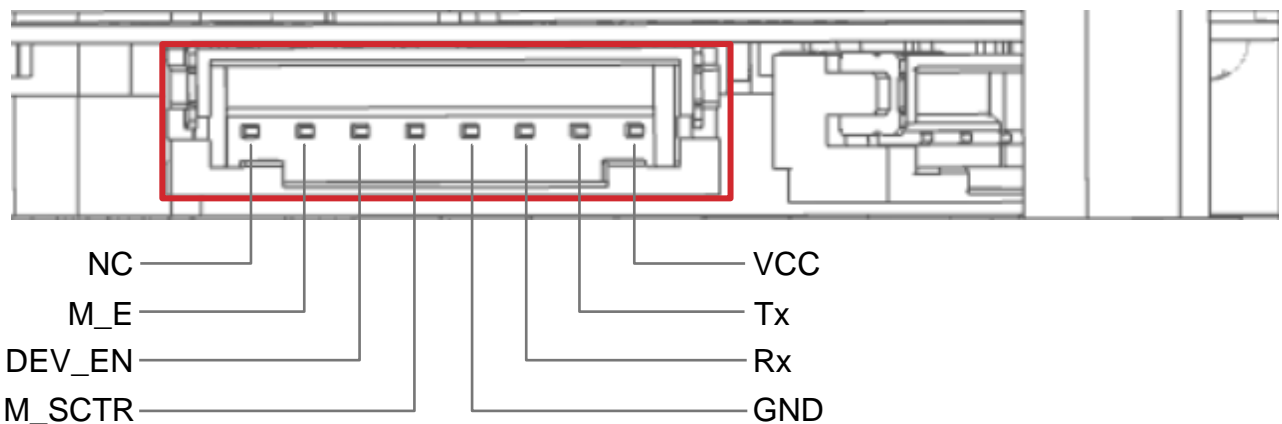 NC
M_E
DEV_EN
M_SCTR
VCC
Tx
Rx
GND